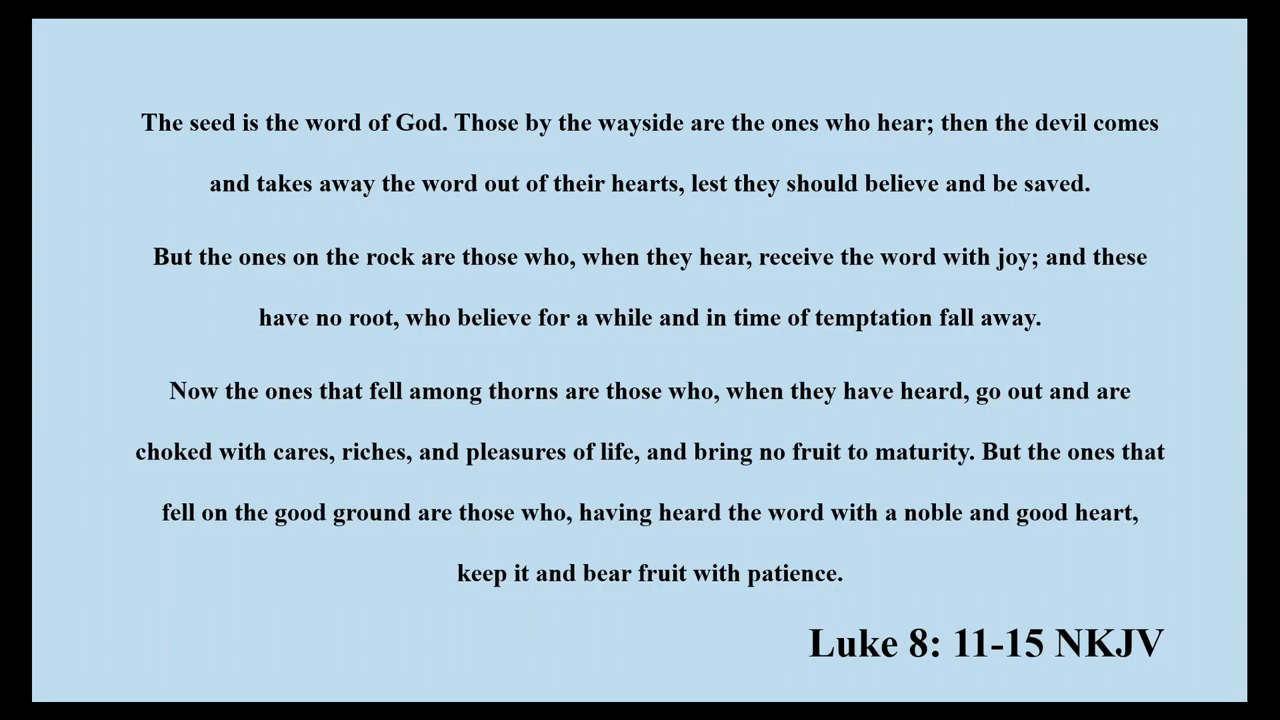 The seed is the word of God. Those by the wayside are the ones who hear; then the devil comes
and takes away the word out of their hearts, lest they should believe and be saved.
But the ones on the rock are those who, when they hear, receive the word with joy; and these
have no root, who believe for a while and in time of temptation fall away.
Now the ones that fell among thorns are those who, when they have heard, go out and are
choked with cares, riches, and pleasures of life, and bring no fruit to maturity. But the ones that
fell on the good ground are those who, having heard the word with a noble and good heart,
keep it and bear fruit with patience.
Luke 8: 11-15 NKJV